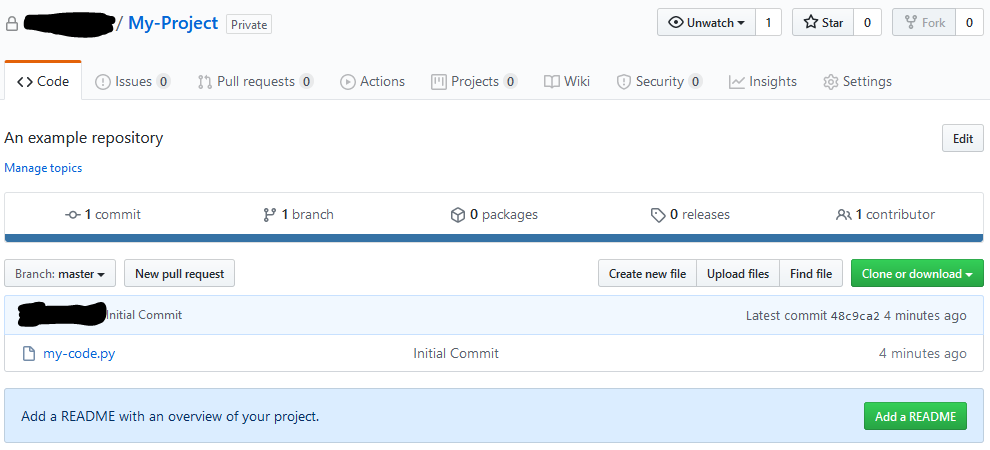 / My-Project Private Unwatch 1 Star 0 Fork 0
Code Issues 0 Pull requests 0 Actions Projects 0 Wiki Security 0 Insights Settings
An example repository Edit
Manage topics
1 commit 1 branch 0 packages 0 releases 1 contributor
Branch: master New pull request Create new file Upload files Find file Clone or download
Initial Commit Latest commit 48c9ca2 4 minutes ago
my-code.py Initial Commit 4 minutes ago
Add a README with an overview of your project. Add a README